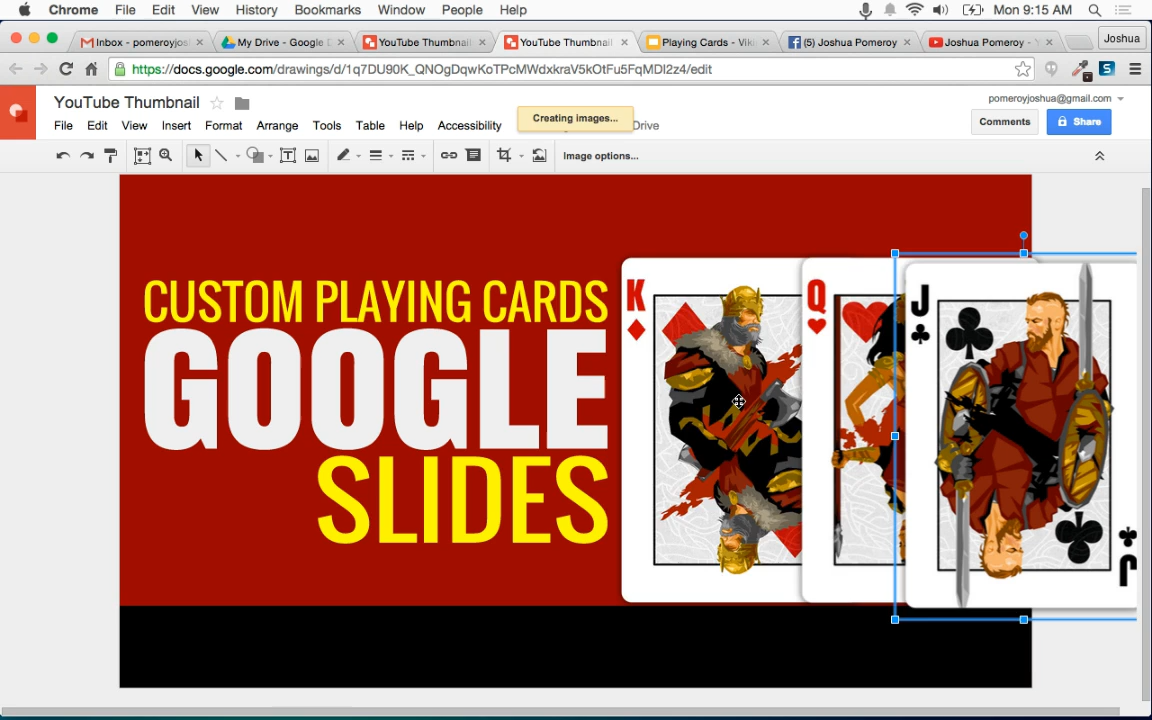 Chrome File Edit View History Bookmarks Window People Help Mon 9:15 AM
Inbox - pomeroyjos My Drive - Google D YouTube Thumbnail YouTube Thumbnail Playing Cards - Viki (5) Joshua Pomeroy Joshua Pomeroy - Y Joshua
https://docs.google.com/drawings/d/1q7DU90K_QNOgDqwKoTPcMWdxkraV5kOtFu5FqMDI2z4/edit
YouTube Thumbnail Creating images... pomeroyjoshua@gmail.com
File Edit View Insert Format Arrange Tools Table Help Accessibility Drive Comments Share
Image options...
CUSTOM PLAYING CARDS
GOOGLE
SLIDES
K
Q
J
J